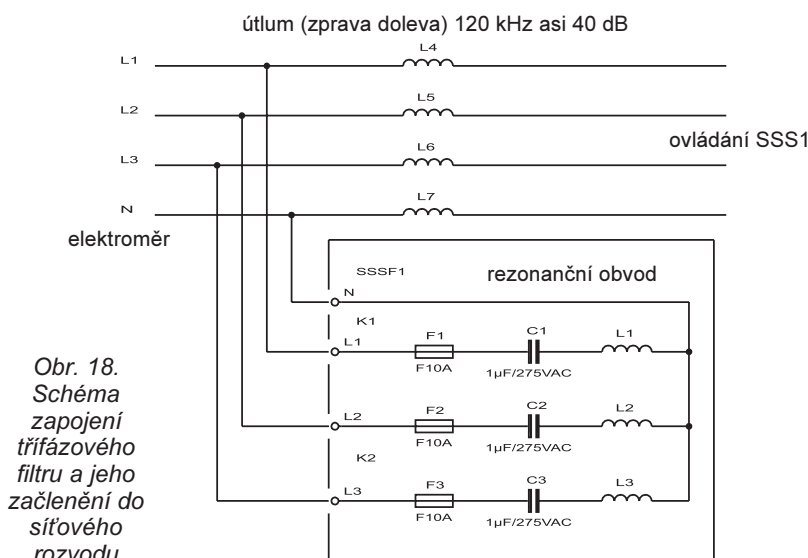 útlum (zprava doleva) 120 kHz asi 40 dB
L4
L1
L5
L2
ovládání SSS1
L6
L3
L7
N
elektroměr
SSSF1
rezonanční obvod
N
K1
L1
F1
C1
L1
F10A
1µF/275VAC
L2
F2
C2
L2
F10A
1µF/275VAC
K2
L3
F3
C3
L3
F10A
1µF/275VAC
Obr. 18.
Schéma
zapojení
třífázového
filtru a jeho
začlenění do
síťového
rozvodu